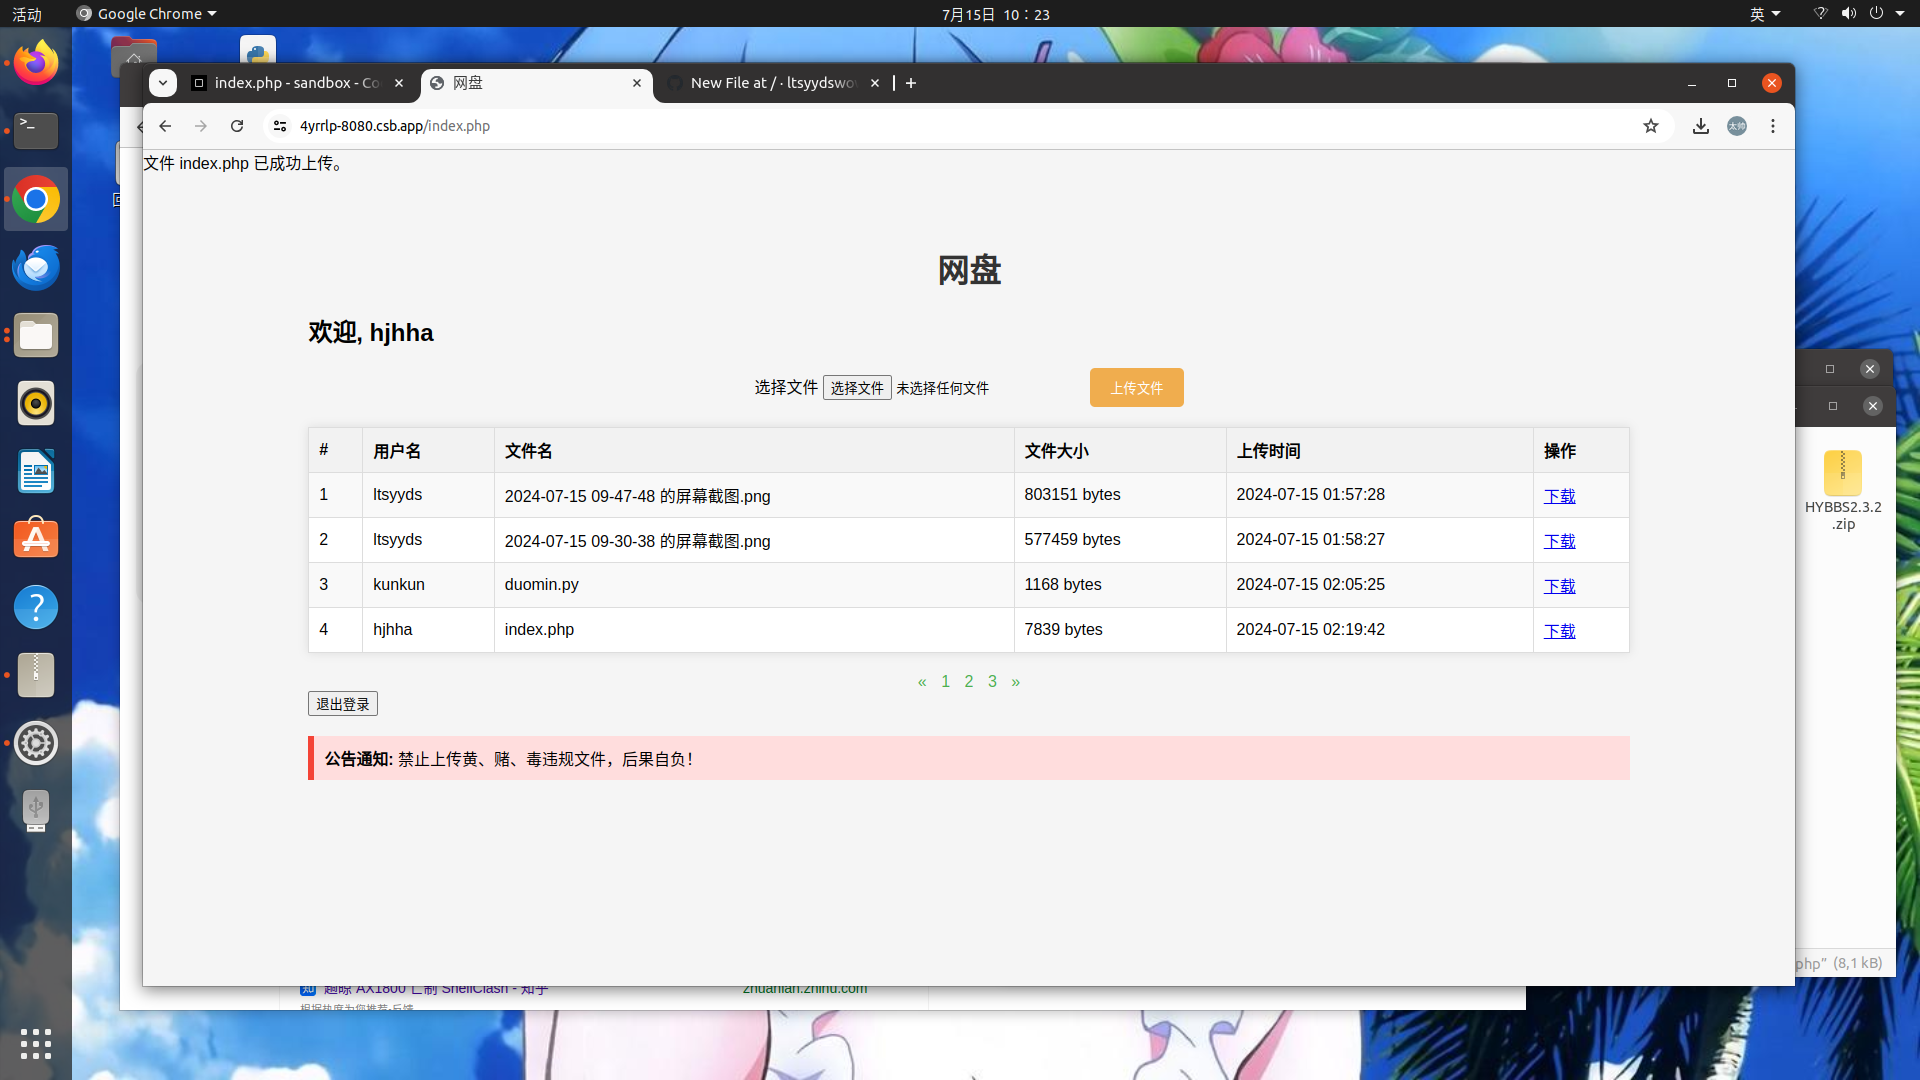 活动
Google Chrome
7月15日 10：23
英
index.php - sandbox - Co
网盘
New File at / · ltsyydswo
4yrrlp-8080.csb.app/index.php
太帅
文件 index.php 已成功上传。
网盘
欢迎, hjhha
选择文件 选择文件 未选择任何文件 上传文件
# 用户名 文件名 文件大小 上传时间 操作
1 ltsyyds 2024-07-15 09-47-48 的屏幕截图.png 803151 bytes 2024-07-15 01:57:28 下载
2 ltsyyds 2024-07-15 09-30-38 的屏幕截图.png 577459 bytes 2024-07-15 01:58:27 下载
3 kunkun duomin.py 1168 bytes 2024-07-15 02:05:25 下载
4 hjhha index.php 7839 bytes 2024-07-15 02:19:42 下载
« 1 2 3 »
退出登录
公告通知: 禁止上传黄、赌、毒违规文件，后果自负！
HYBBS2.3.2
.zip
php” (8,1 kB)
AX1800 ShellClash - 知乎
zhuanlan.zhihu.com